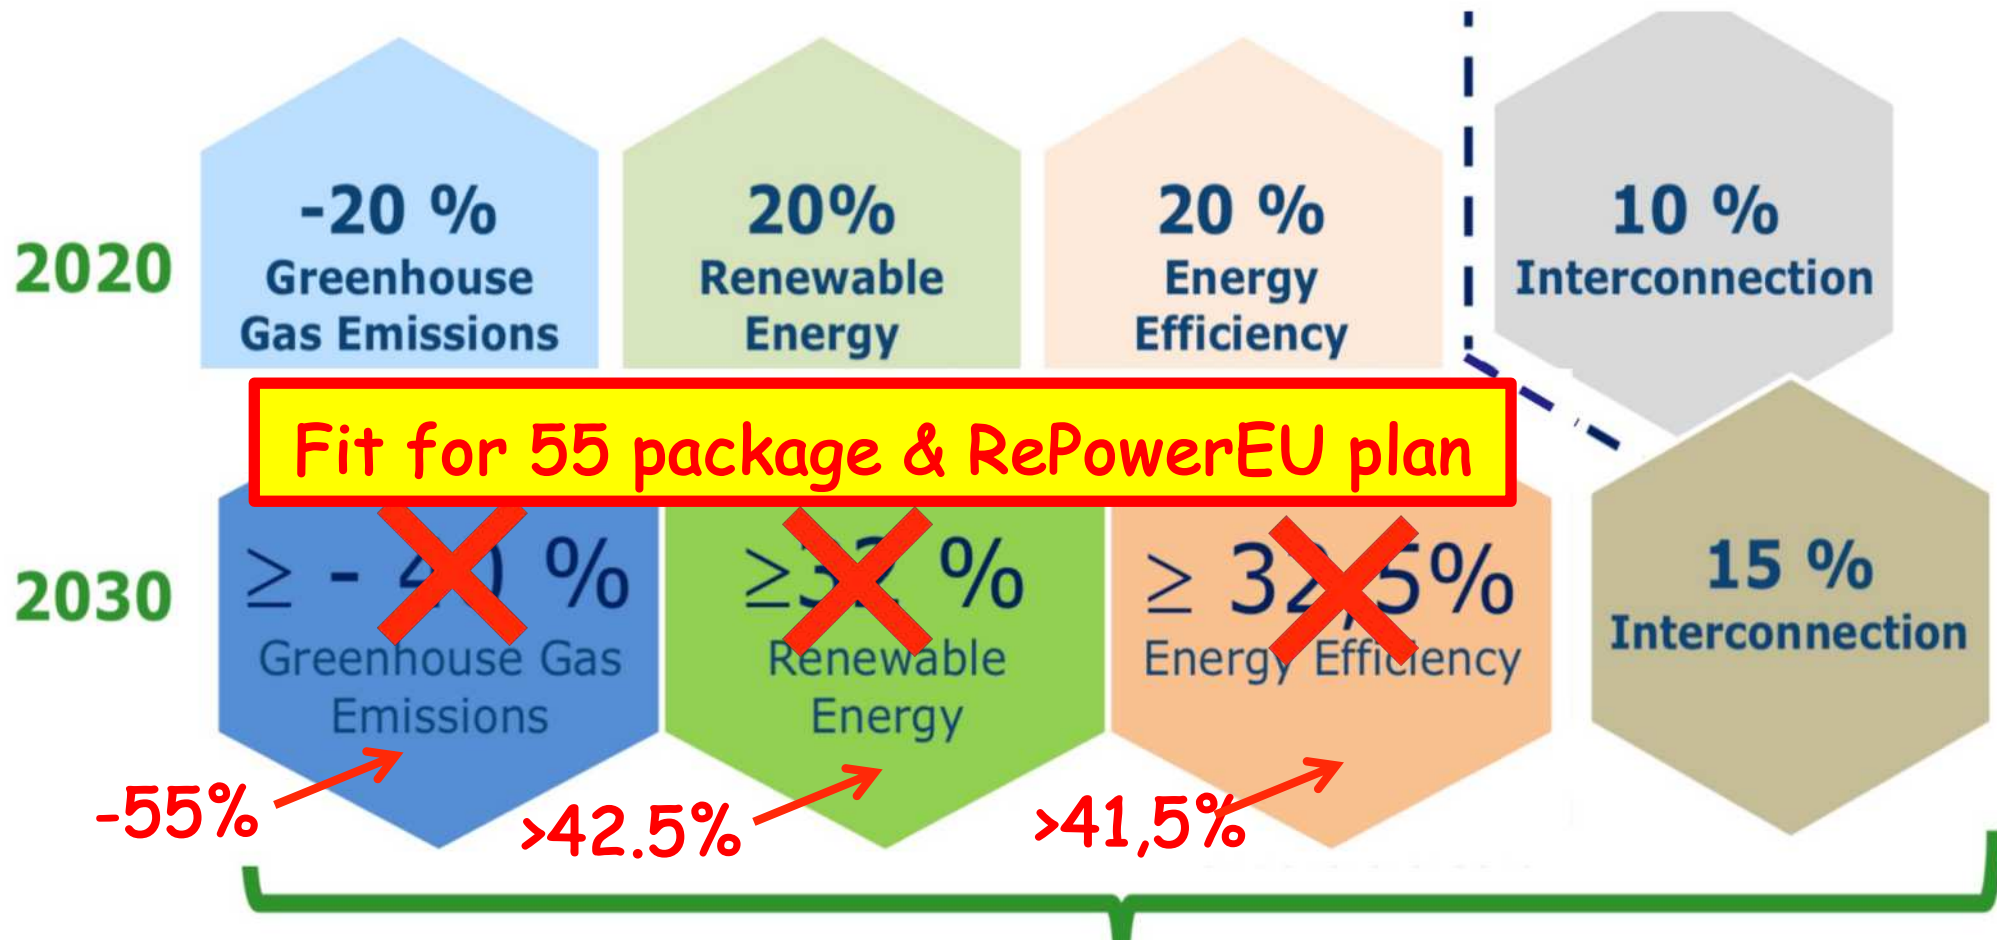 2020
-20 %
Greenhouse
Gas Emissions
20%
Renewable
Energy
20 %
Energy
Efficiency
10 %
Interconnection
Fit for 55 package & RePowerEU plan
2030
≥ - 40 %
Greenhouse Gas
Emissions
≥32 %
Renewable
Energy
≥ 32,5%
Energy Efficiency
15 %
Interconnection
-55%
>42.5%
>41,5%